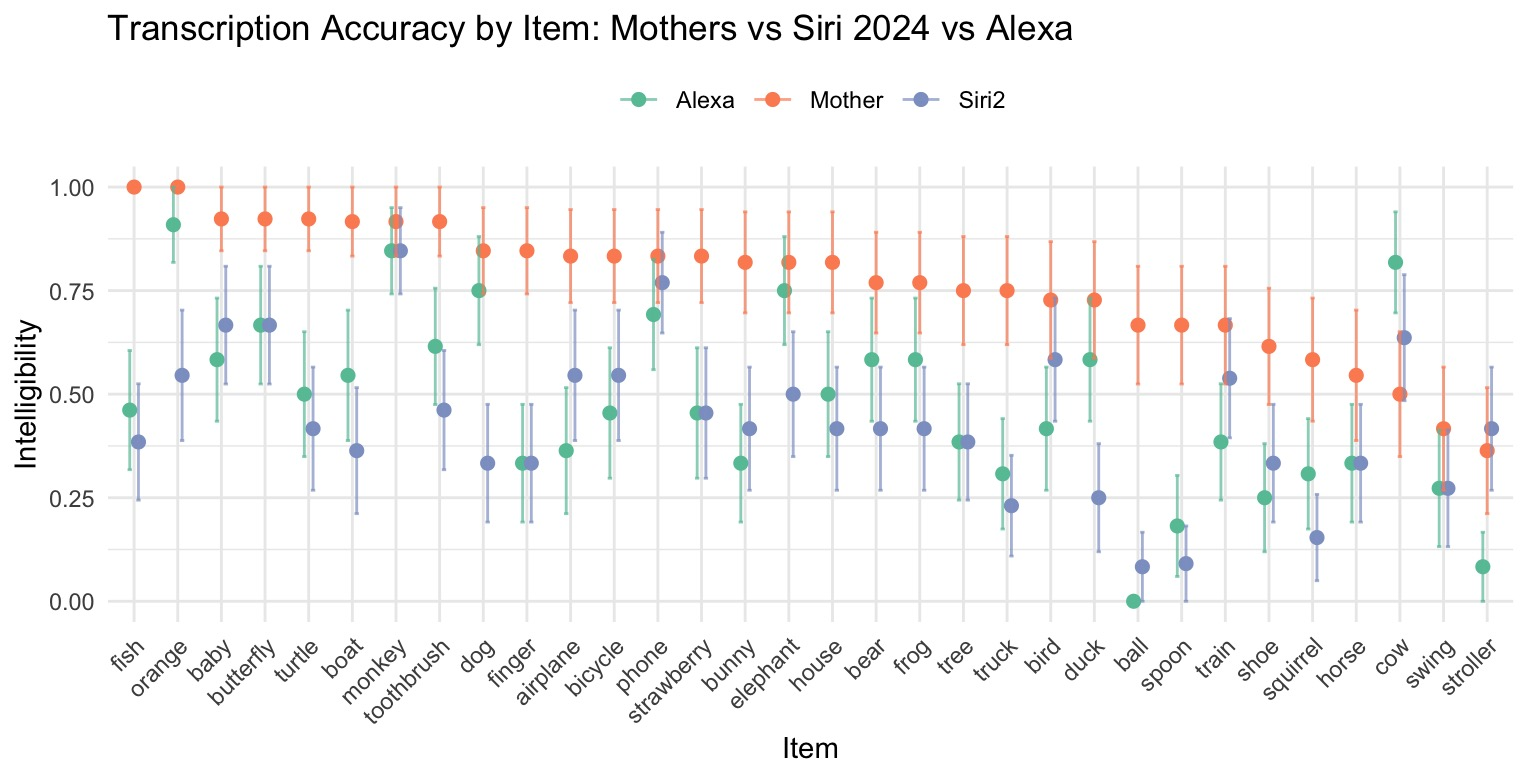 Transcription Accuracy by Item: Mothers vs Siri 2024 vs Alexa
Alexa Mother Siri2
Intelligibility
1.00
0.75
0.50
0.25
0.00
fish orange baby butterfly turtle boat monkey toothbrush dog finger airplane bicycle phone strawberry bunny elephant house bear frog tree truck bird duck ball spoon train shoe squirrel horse cow swing stroller
Item